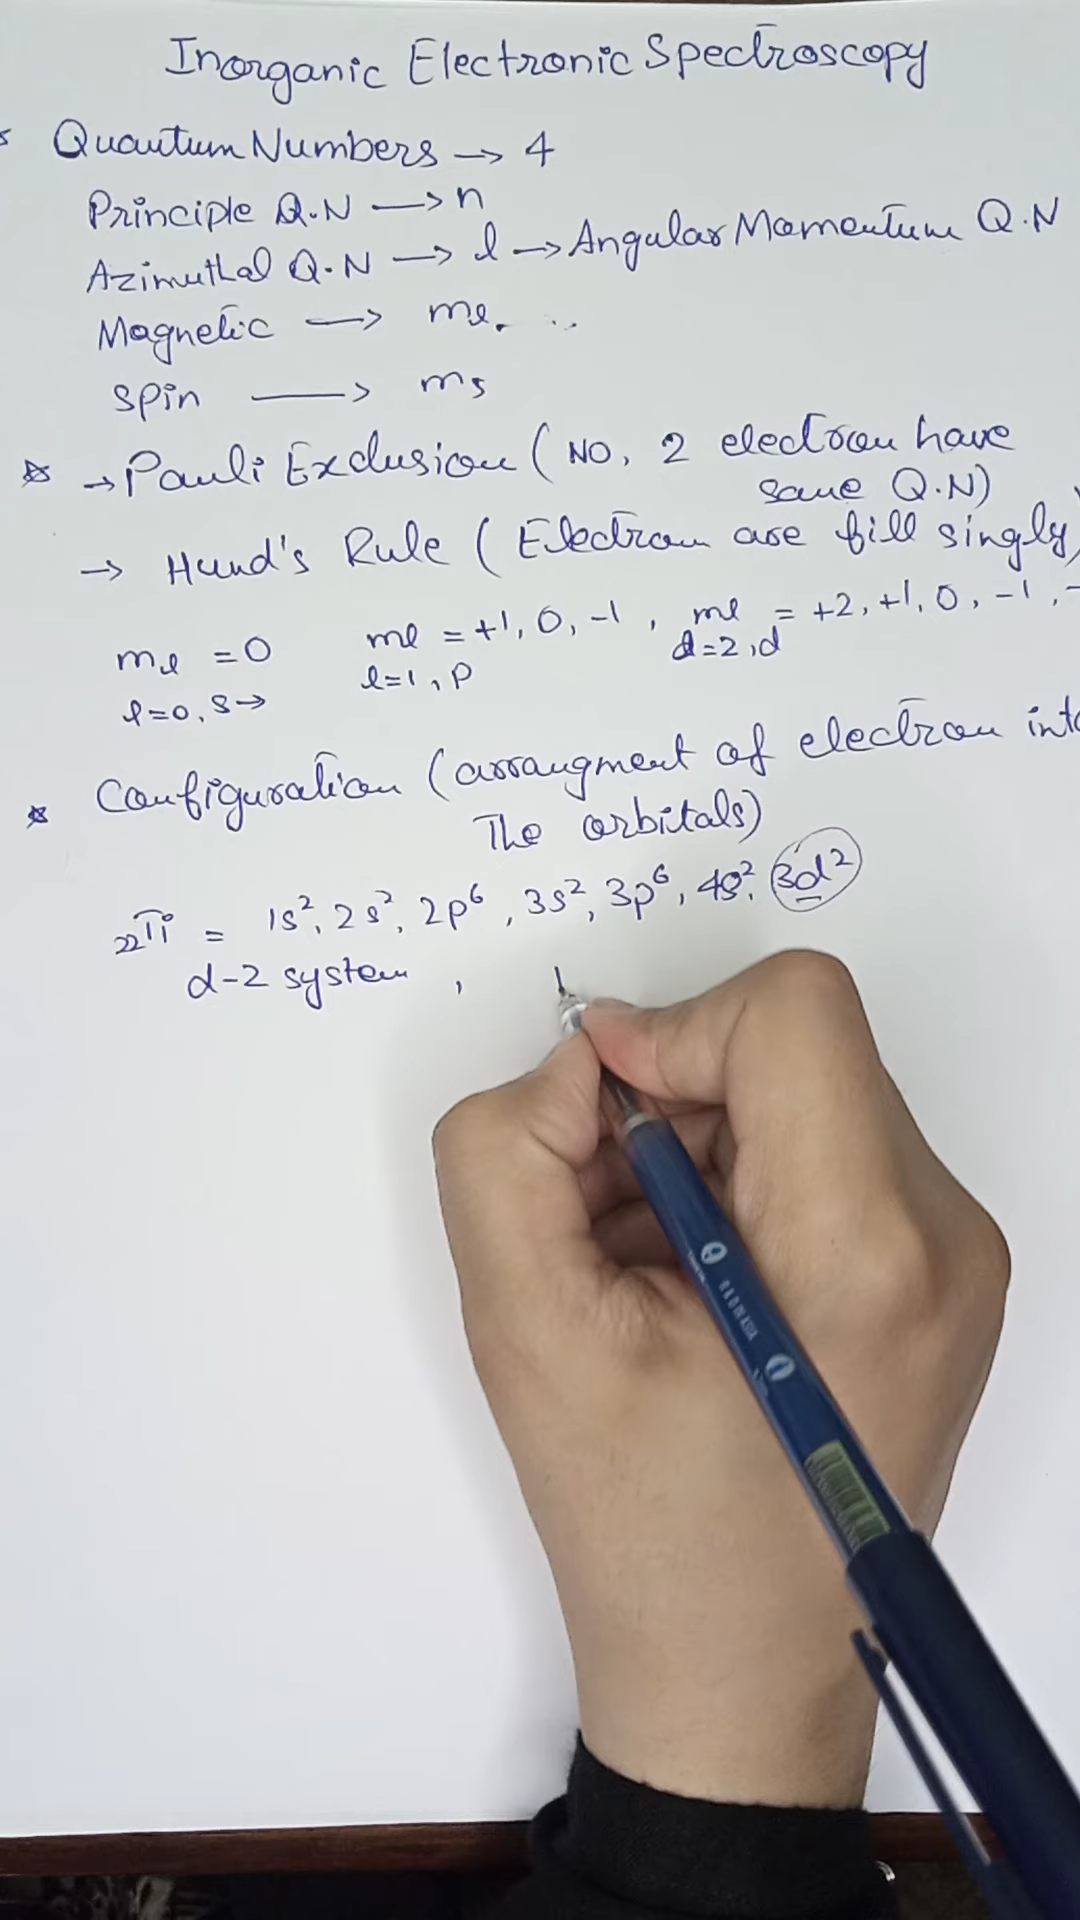 Inorganic Electronic Spectroscopy
Quantum Numbers → 4
Principle Q.N → n
Azimuthal Q.N → l → Angular Momentum Q.N
Magnetic → ml.
Spin → ms
☆ → Pauli Exclusion (No, 2 electron have
same Q.N)
→ Hund's Rule (Electron are fill singly)
ml = 0 ml = +1, 0, -1, ml = +2, +1, 0, -1, -
l=0, s→ l=1, p l=2, d
☆ Configuration (arrangment of electron into
The orbitals)
22Ti = 1s², 2s², 2p⁶, 3s², 3p⁶, 4s², 3d²
d-2 system,